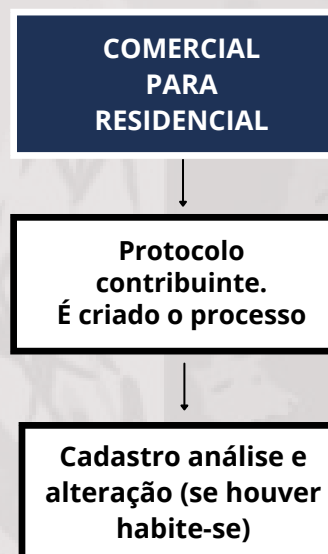 COMERCIAL
PARA
RESIDENCIAL
Protocolo
contribuinte.
É criado o processo
Cadastro análise e
alteração (se houver
habite-se)